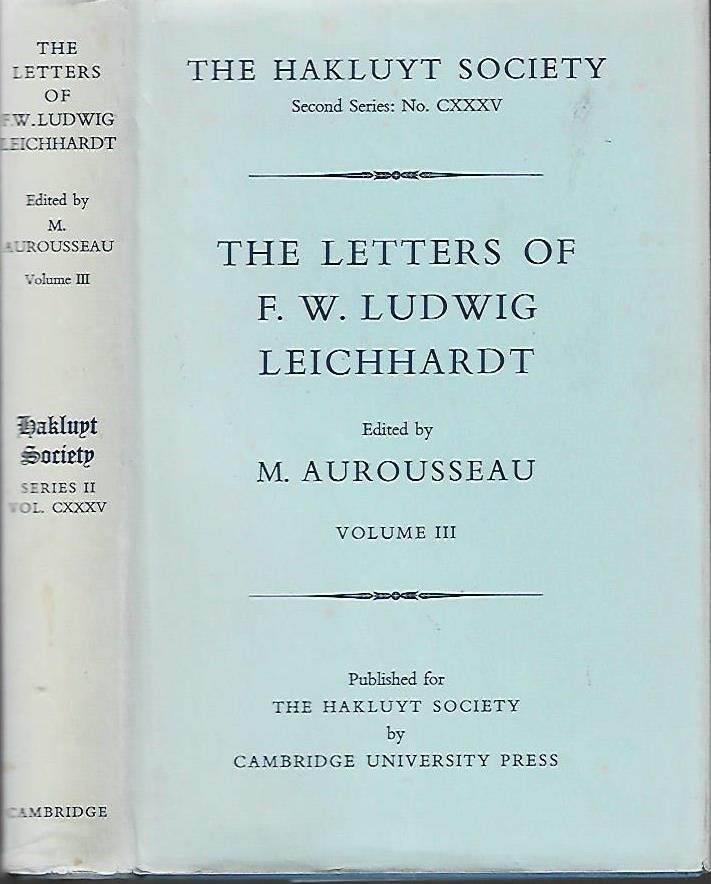 THE
LETTERS
OF
F.W.LUDWIG
LEICHHARDT
Edited by
M.
AUROUSSEAU
Volume III
Hakluyt
Society
SERIES II
VOL. CXXXV
CAMBRIDGE
THE HAKLUYT SOCIETY
Second Series: No. CXXXV
THE LETTERS OF
F. W. LUDWIG
LEICHHARDT
Edited by
M. AUROUSSEAU
VOLUME III
Published for
THE HAKLUYT SOCIETY
by
CAMBRIDGE UNIVERSITY PRESS